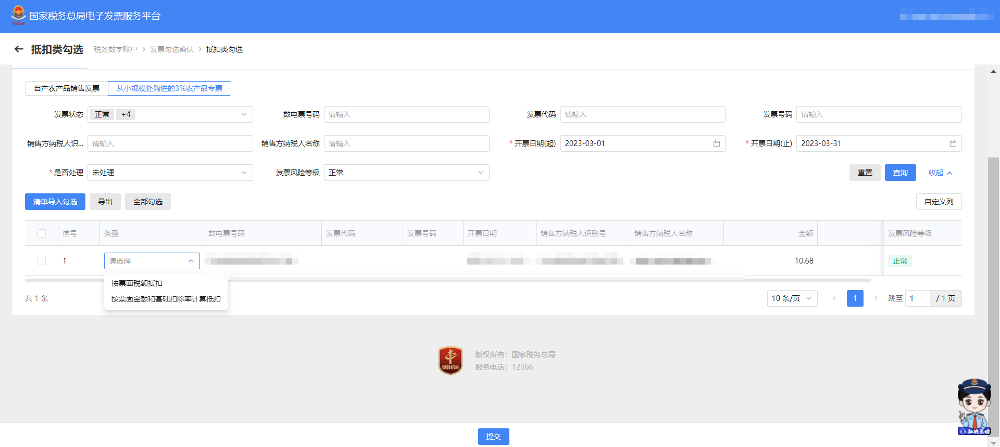 国家税务总局电子发票服务平台
抵扣类勾选 税务数字账户 > 发票勾选确认 > 抵扣类勾选
自产农产品销售发票 从小规模处购进的3%农产品专票
发票状态 正常 +4 数电票号码 请输入 发票代码 请输入 发票号码 请输入
销售方纳税人识... 请输入 销售方纳税人名称 请输入 * 开票日期(起) 2023-03-01 * 开票日期(止) 2023-03-31
* 是否处理 未处理 发票风险等级 正常 重置 查询 收起
清单导入勾选 导出 全部勾选 自定义列
序号 类型 数电票号码 发票代码 发票号码 开票日期 销售方纳税人识别号 销售方纳税人名称 金额 发票风险等级
1 请选择 10.68 正常
按票面税额抵扣
按票面金额和基础扣除率计算抵扣
共 1 条 10 条/页 1 跳至 1 / 1 页
党政机关
版权所有：国家税务总局
服务电话：12366
征纳互动
提交